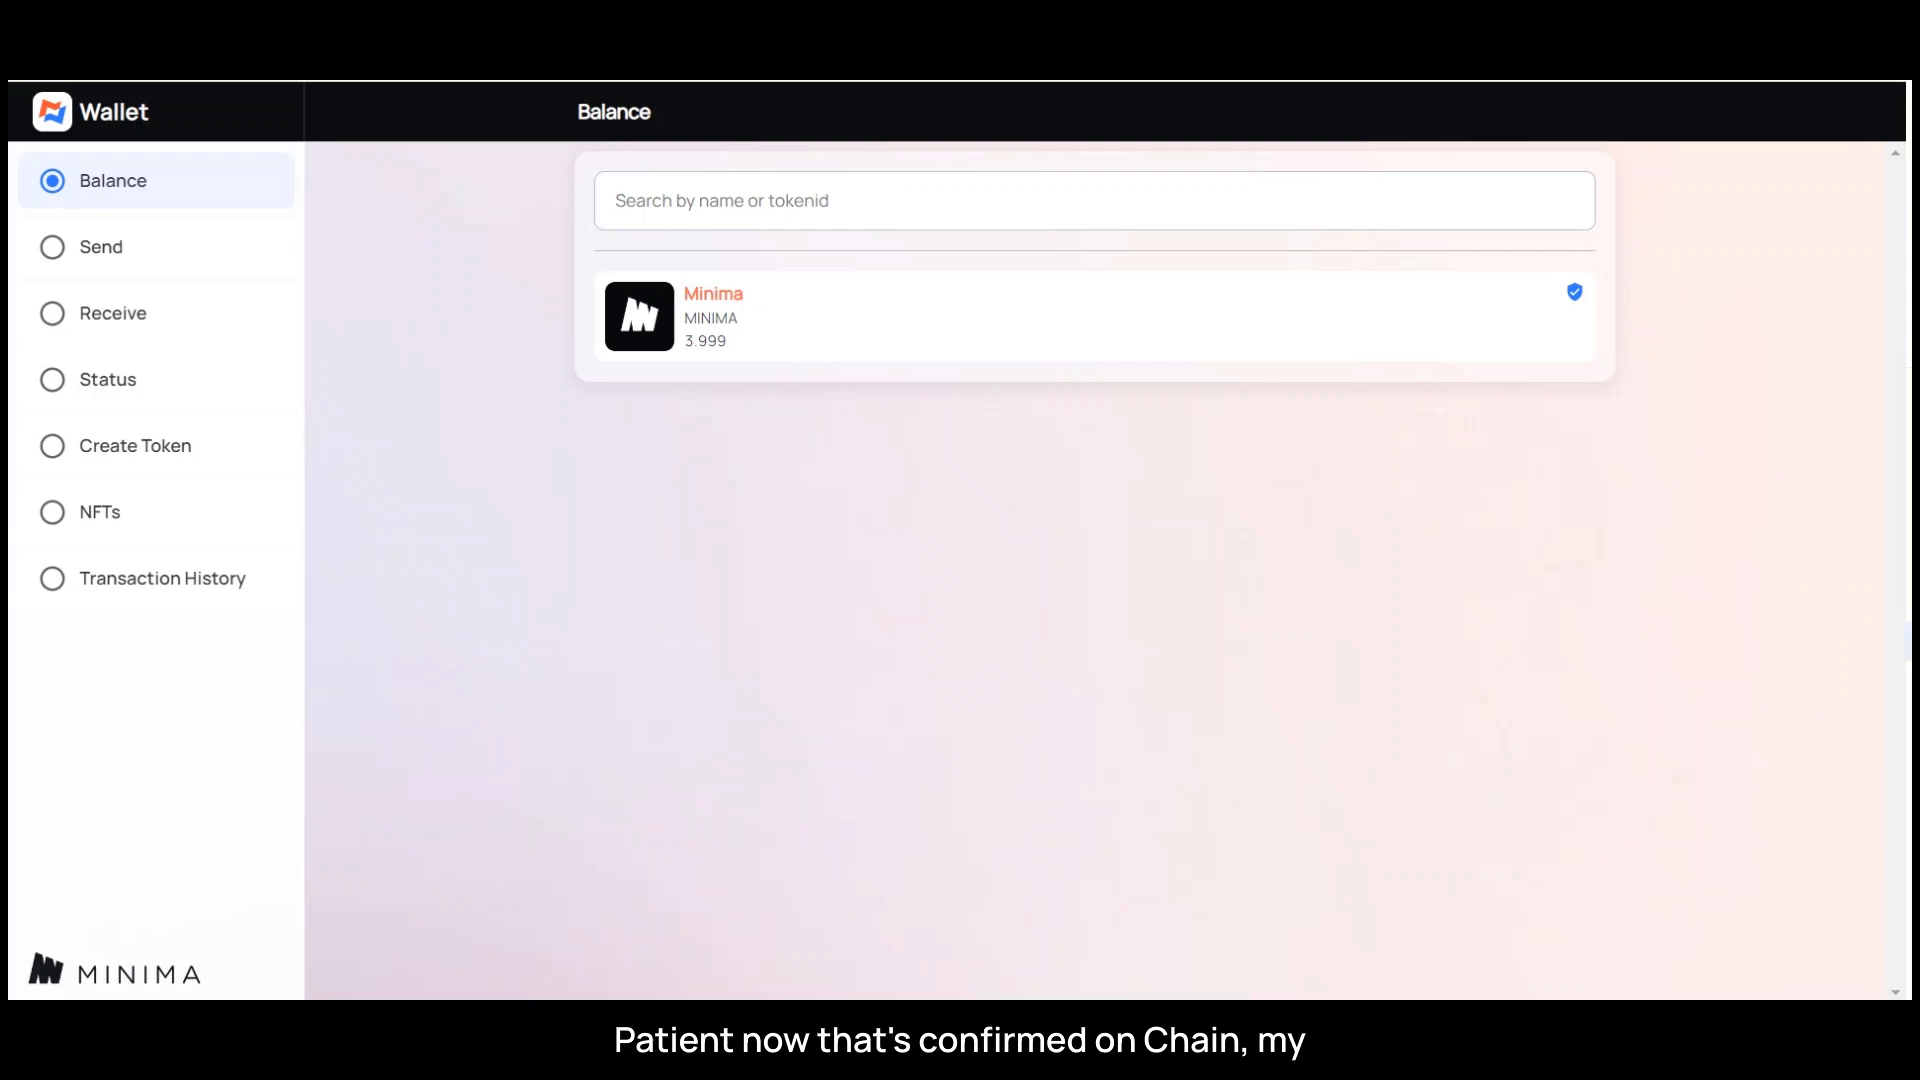 Wallet
Balance
Balance
Send
Receive
Status
Create Token
NFTs
Transaction History
Search by name or tokenid
Minima
MINIMA
3.999
MINIMA
Patient now that's confirmed on Chain, my